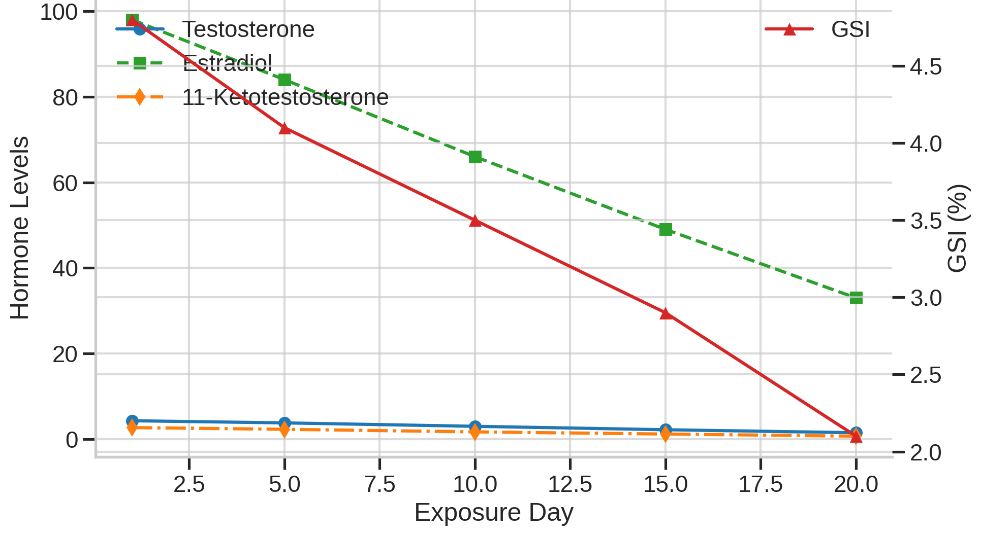 Testosterone
Estradiol
11-Ketotestosterone
GSI
100
80
60
40
20
0
Hormone Levels
4.5
4.0
3.5
3.0
2.5
2.0
GSI (%)
2.5 5.0 7.5 10.0 12.5 15.0 17.5 20.0
Exposure Day